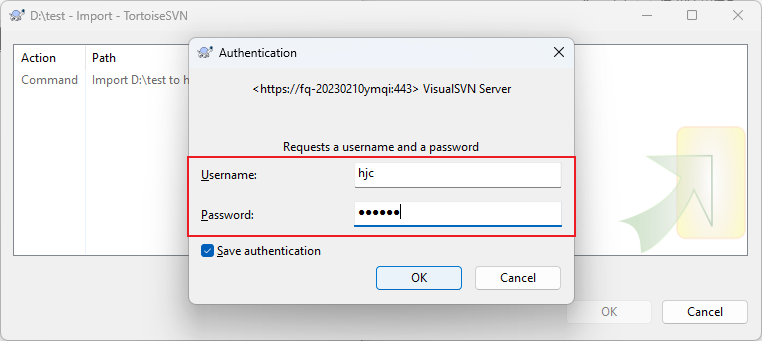 D:\test - Import - TortoiseSVN
Action Path
Command Import D:\test to h
Authentication
<https://fq-20230210ymqi:443> VisualSVN Server
Requests a username and a password
Username: hjc
Password: ●●●●●●
Save authentication
OK Cancel
OK Cancel